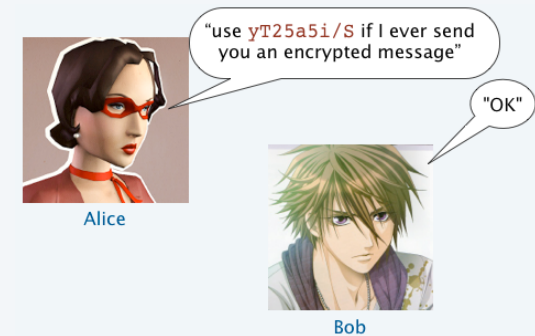 “use yT25a5i/S if I ever send
you an encrypted message”
"OK"
Alice
Bob